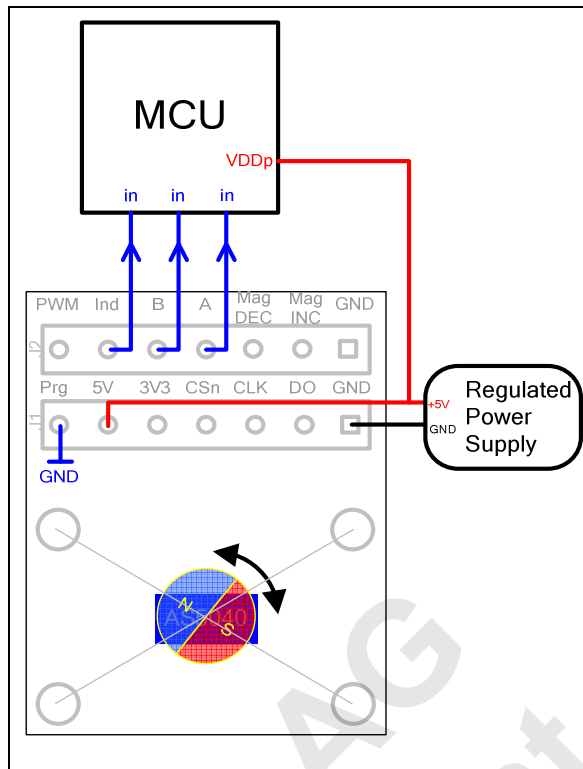 MCU
VDDp
in in in
PWM Ind B A Mag DEC Mag INC GND
J2
Prg 5V 3V3 CSn CLK DO GND
J1
GND
Regulated Power Supply
+5V
GND
N
S
AG